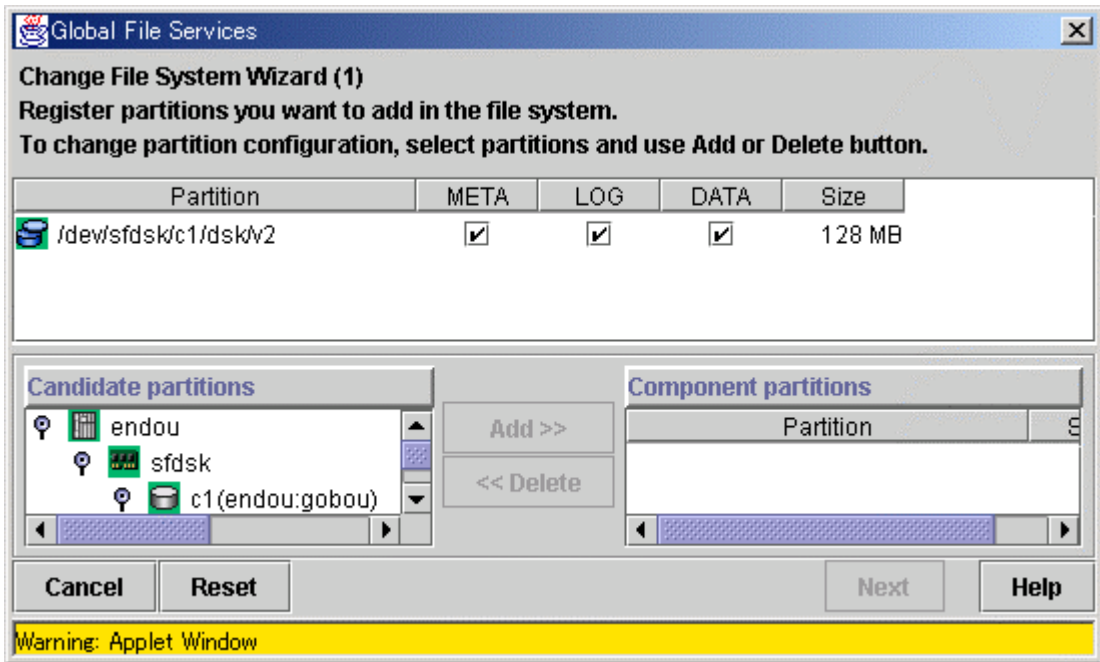 Global File Services
Change File System Wizard (1)
Register partitions you want to add in the file system.
To change partition configuration, select partitions and use Add or Delete button.
Partition META LOG DATA Size
/dev/sfdsk/c1/dsk/v2 128 MB
Candidate partitions
endou
sfdsk
c1(endou:gobou)
Add >>
<< Delete
Component partitions
Partition S
Cancel Reset Next Help
Warning: Applet Window